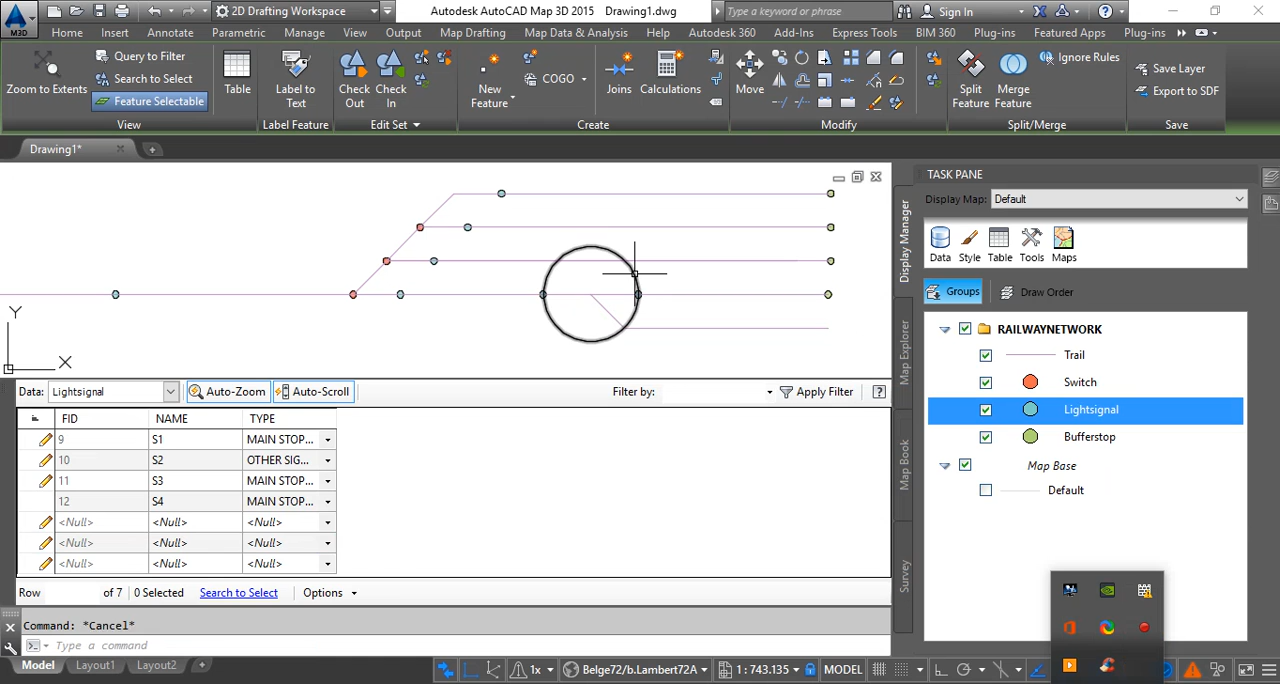 2D Drafting Workspace
Autodesk AutoCAD Map 3D 2015 Drawing1.dwg
Type a keyword or phrase
Sign In
M3D
Home Insert Annotate Parametric Manage View Output Map Drafting Map Data & Analysis Help Autodesk 360 Add-Ins Express Tools BIM 360 Plug-ins Featured Apps Plug-ins
Zoom to Extents
Query to Filter
Search to Select
Feature Selectable
View
Table
Label to Text
Label Feature
Check Out
Check In
Edit Set
New Feature
COGO
Joins
Calculations
Create
Move
Modify
Split Feature
Merge Feature
Ignore Rules
Split/Merge
Save Layer
Export to SDF
Save
Drawing1*
Y
X
Data: Lightsignal Auto-Zoom Auto-Scroll Filter by: Apply Filter ?
FID NAME TYPE
9 S1 MAIN STOP...
10 S2 OTHER SIG...
11 S3 MAIN STOP...
12 S4 MAIN STOP...
<Null> <Null> <Null>
<Null> <Null> <Null>
<Null> <Null> <Null>
Row of 7 0 Selected Search to Select Options
Command: *Cancel*
Type a command
Model Layout1 Layout2
1x
Belge72/b.Lambert72A
1 : 743.135
MODEL
TASK PANE
Display Map: Default
Data Style Table Tools Maps
Groups Draw Order
RAILWAYNETWORK
Trail
Switch
Lightsignal
Bufferstop
Map Base
Default
Display Manager
Map Explorer
Map Book
Survey